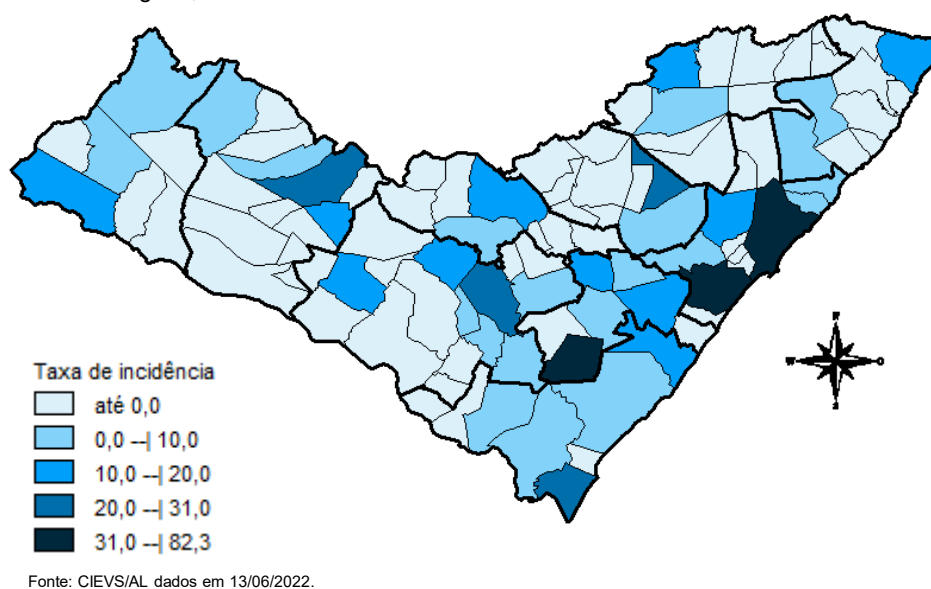 Taxa de incidência
até 0,0
0,0 --| 10,0
10,0 --| 20,0
20,0 --| 31,0
31,0 --| 82,3
N
W
O
S
Fonte: CIEVS/AL dados em 13/06/2022.